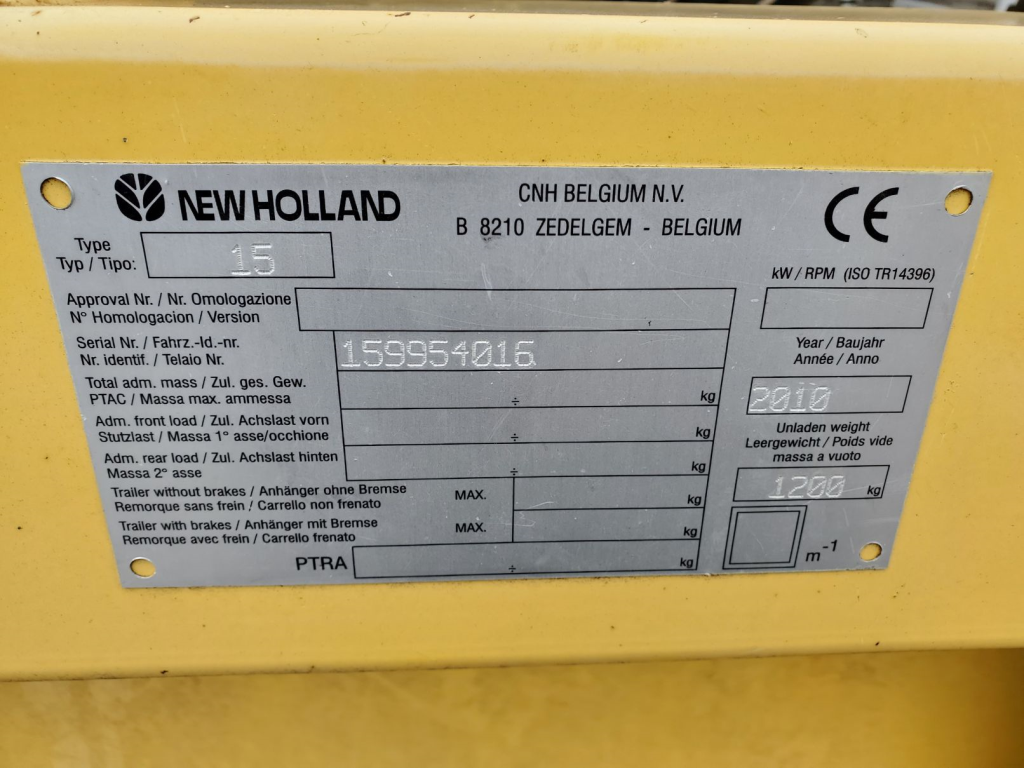 NEW HOLLAND
CNH BELGIUM N.V.
B 8210 ZEDELGEM - BELGIUM
CE
Type
Typ / Tipo:
15
kW / RPM (ISO TR14396)
Approval Nr. / Nr. Omologazione
N° Homologacion / Version
Serial Nr. / Fahrz.-Id.-nr.
Nr. identif. / Telaio Nr.
159954016
Year / Baujahr
Année / Anno
2010
Total adm. mass / Zul. ges. Gew.
PTAC / Massa max. ammessa
÷ kg
Adm. front load / Zul. Achslast vorn
Stutzlast / Massa 1° asse/occhione
÷ kg
Unladen weight
Leergewicht / Poids vide
massa a vuoto
1200 kg
Adm. rear load / Zul. Achslast hinten
Massa 2° asse
÷ kg
Trailer without brakes / Anhänger ohne Bremse
Remorque sans frein / Carrello non frenato
MAX.
kg
Trailer with brakes / Anhänger mit Bremse
Remorque avec frein / Carrello frenato
MAX.
kg
PTRA
÷ kg
m-1